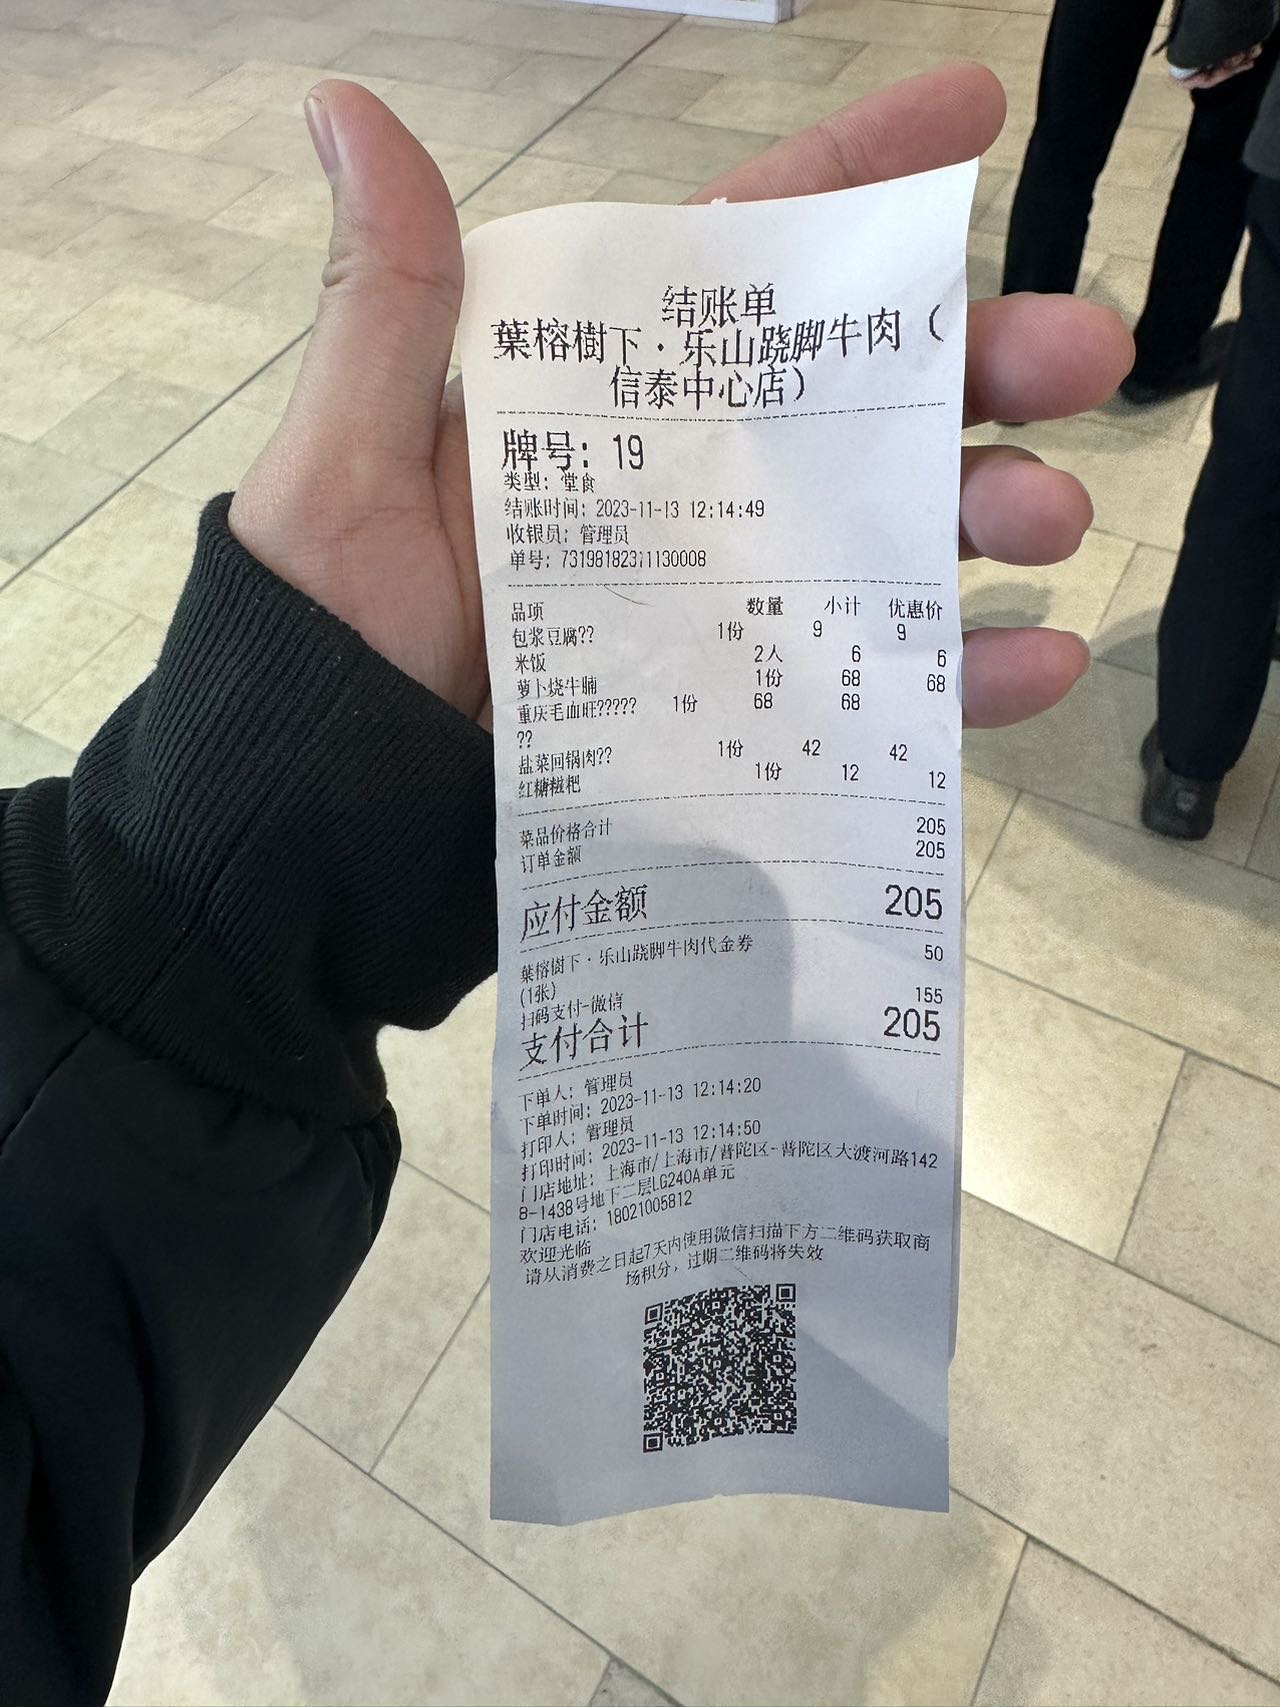 结账单
葉榕樹下·乐山跷脚牛肉（
信泰中心店）
牌号: 19
类型: 堂食
结账时间: 2023-11-13 12:14:49
收银员: 管理员
单号: 73198182311130008
品项 数量 小计 优惠价
包浆豆腐?? 1份 9 9
米饭 2人 6 6
萝卜烧牛腩 1份 68 68
重庆毛血旺????? 1份 68 68
??
盐菜回锅肉?? 1份 42 42
红糖糍粑 1份 12 12
菜品价格合计 205
订单金额 205
应付金额 205
葉榕樹下·乐山跷脚牛肉代金券 50
(1张)
扫码支付-微信 155
支付合计 205
下单人: 管理员
下单时间: 2023-11-13 12:14:20
打印人: 管理员
打印时间: 2023-11-13 12:14:50
门店地址: 上海市/上海市/普陀区-普陀区大渡河路142
8-1438号地下二层LG240A单元
门店电话: 18021005812
欢迎光临
请从消费之日起7天内使用微信扫描下方二维码获取商
场积分，过期二维码将失效